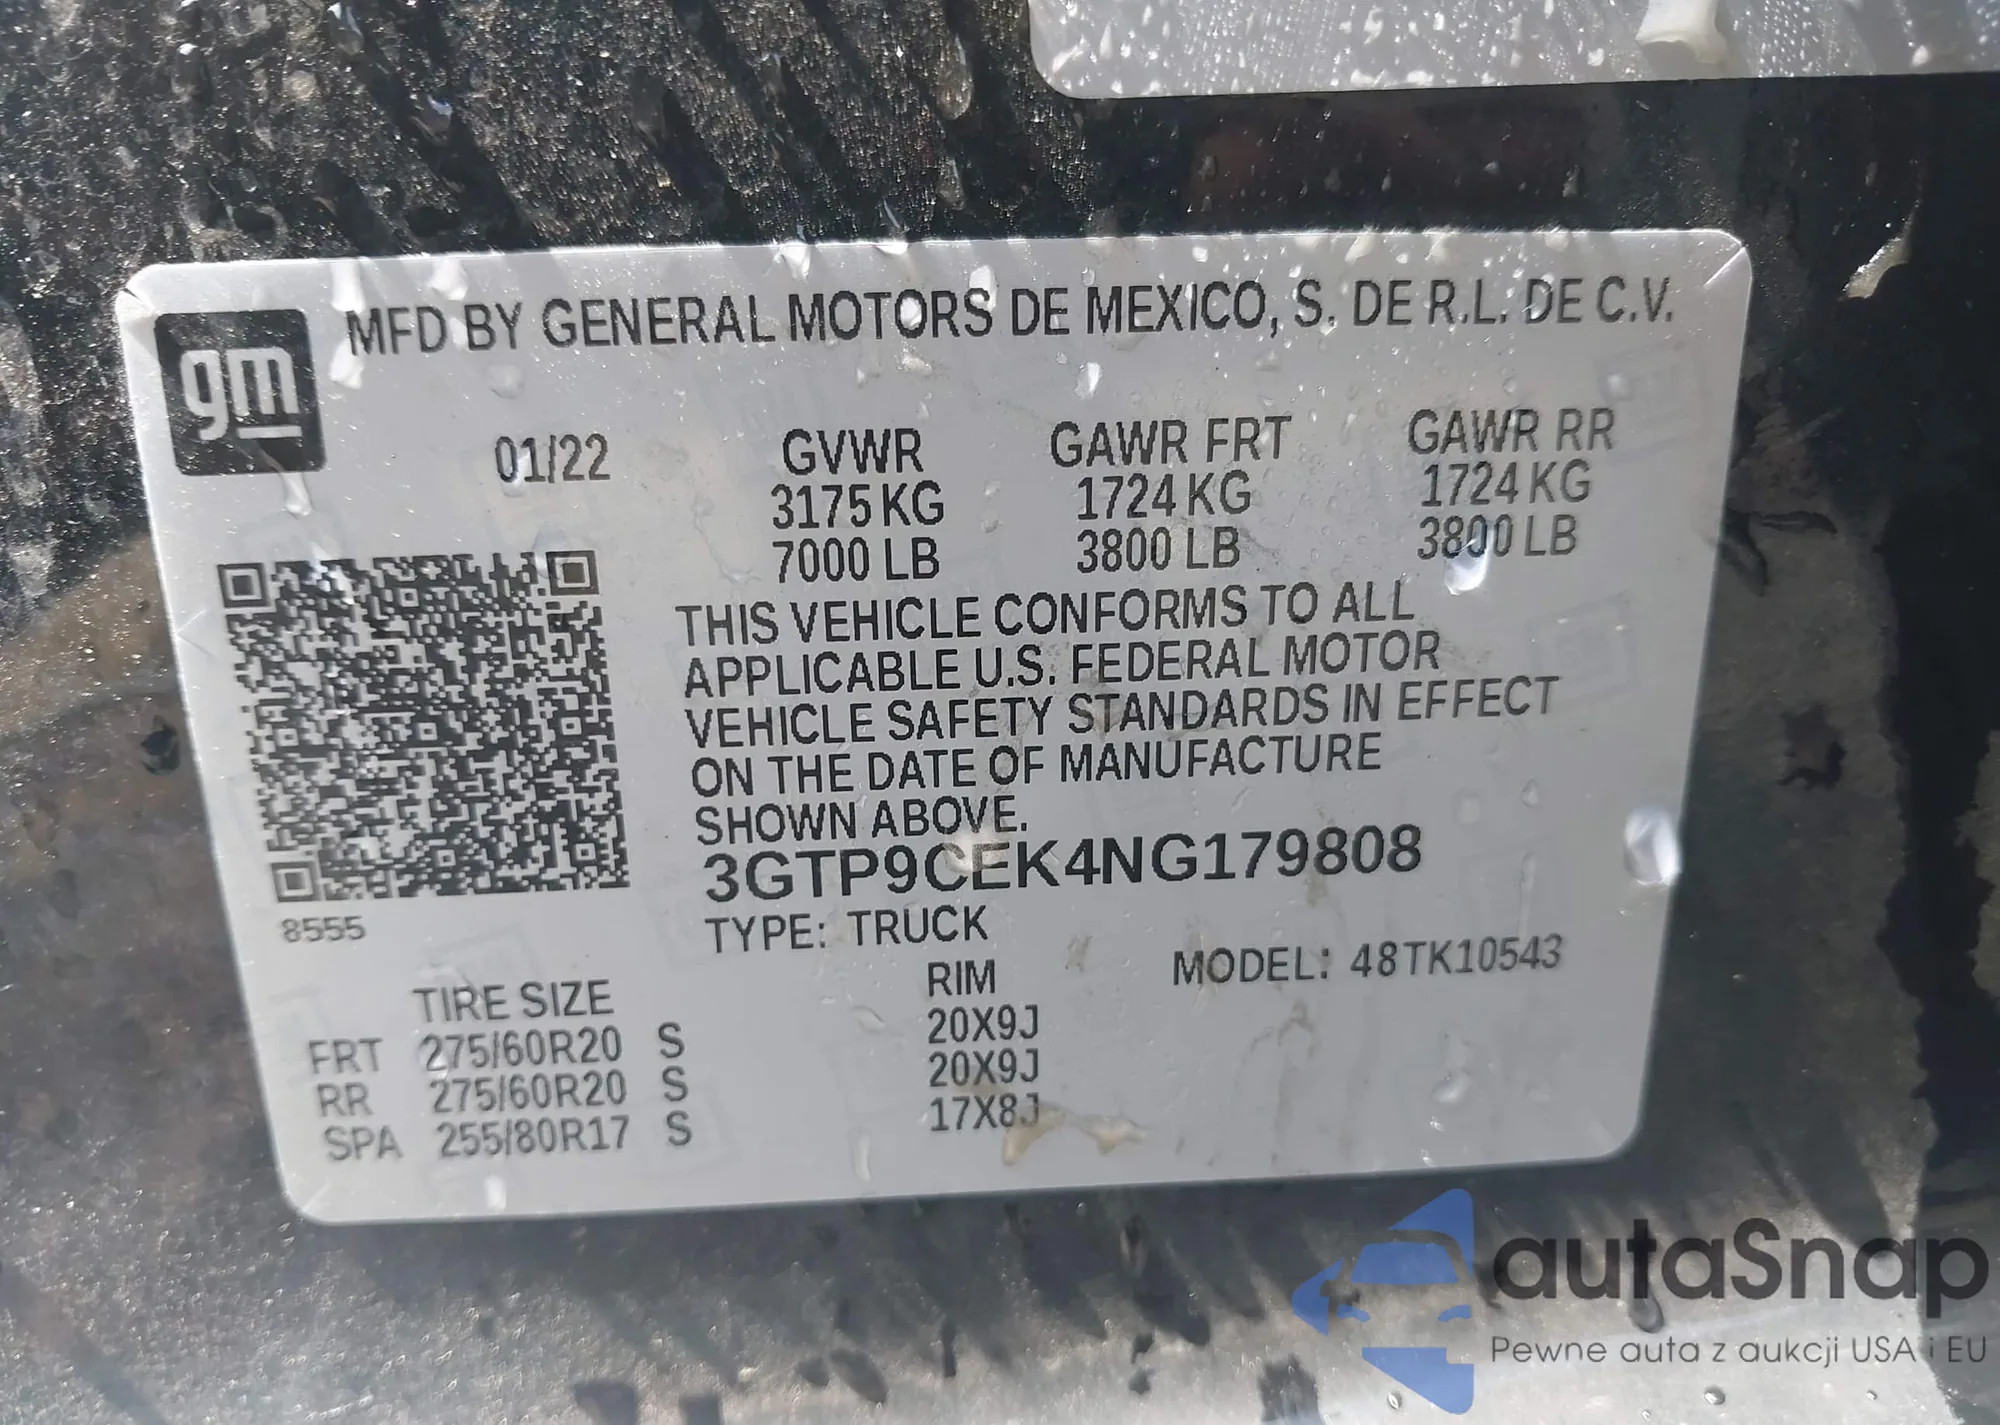 gm
MFD BY GENERAL MOTORS DE MEXICO, S. DE R.L. DE C.V.
01/22 GVWR GAWR FRT GAWR RR
3175 KG 1724 KG 1724 KG
7000 LB 3800 LB 3800 LB
THIS VEHICLE CONFORMS TO ALL
APPLICABLE U.S. FEDERAL MOTOR
VEHICLE SAFETY STANDARDS IN EFFECT
ON THE DATE OF MANUFACTURE
SHOWN ABOVE.
3GTP9CEK4NG179808
8555
TYPE: TRUCK
MODEL: 48TK10543
TIRE SIZE RIM
FRT 275/60R20 S 20X9J
RR 275/60R20 S 20X9J
SPA 255/80R17 S 17X8J
autaSnap
Pewne auta z aukcji USA i EU